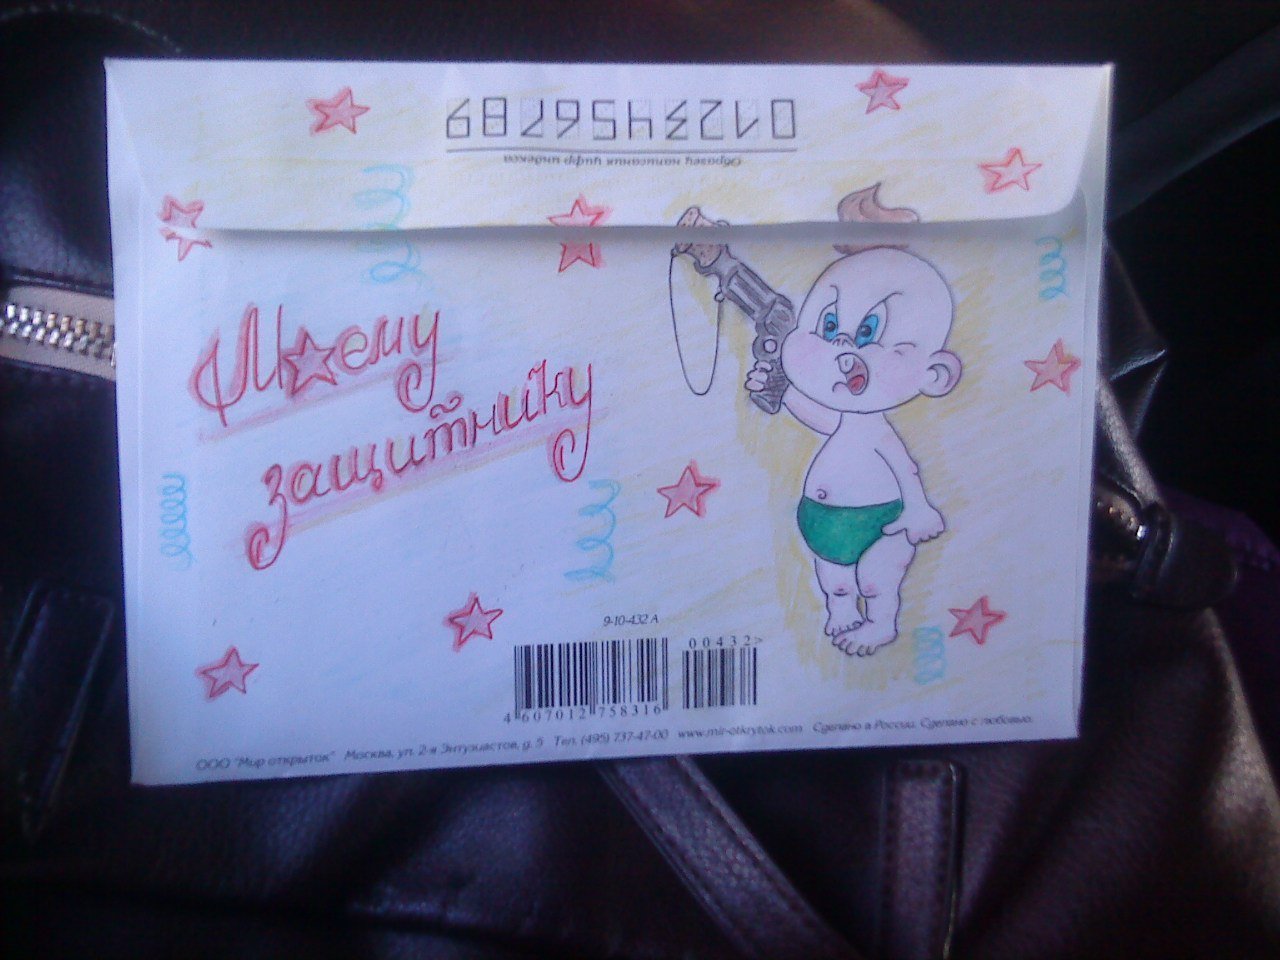 0123456789
Образец написания цифр индекса
Моему
защитнику
9-10-432 А
00432>
4 607012 758316
ООО "Мир открыток" Москва, ул. 2-я Энтузиастов, д. 5 Тел. (495) 737-47-00 www.mir-otkrytok.com Сделано в России. Сделано с любовью.